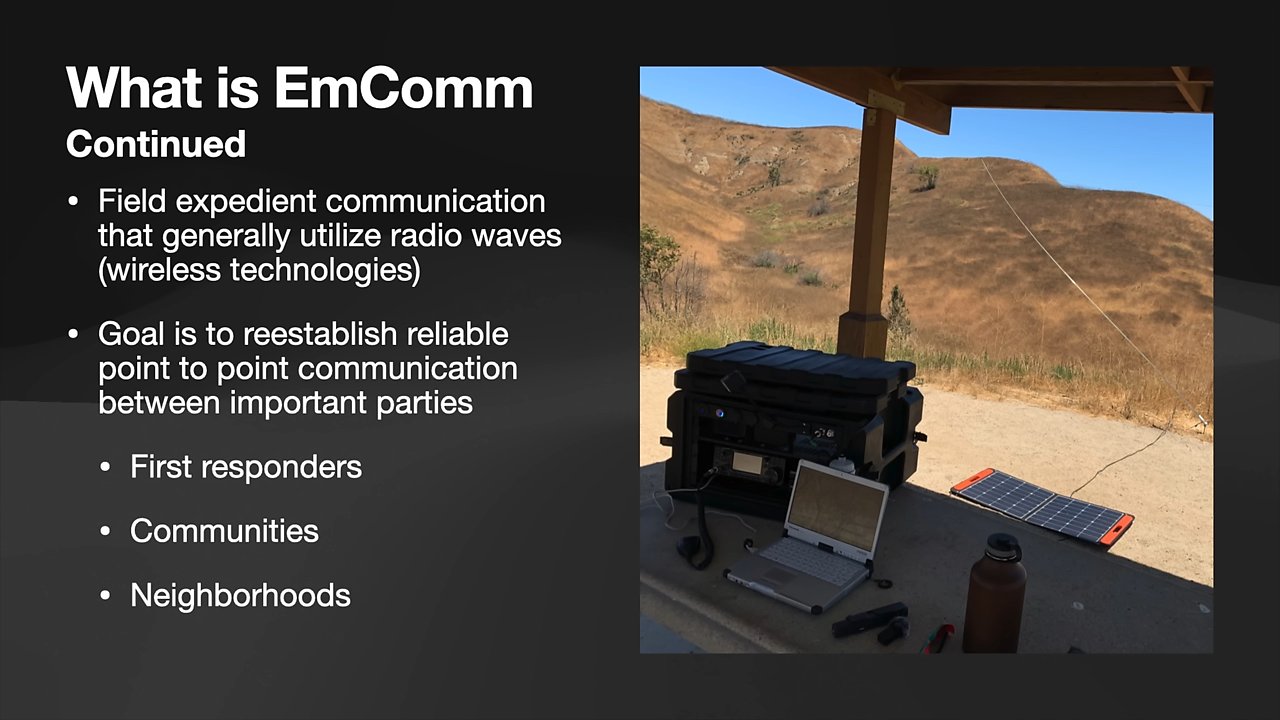 What is EmComm
Continued
• Field expedient communication
that generally utilize radio waves
(wireless technologies)
• Goal is to reestablish reliable
point to point communication
between important parties
• First responders
• Communities
• Neighborhoods